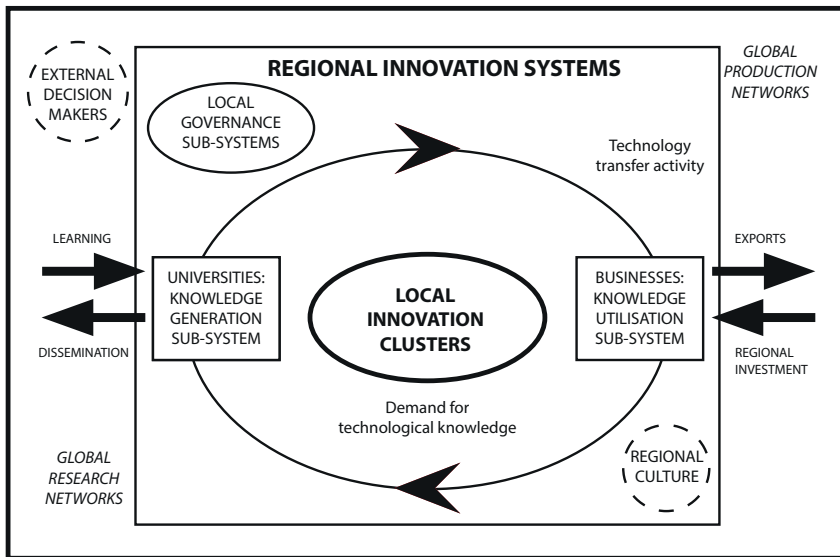 EXTERNAL
DECISION
MAKERS
REGIONAL INNOVATION SYSTEMS
GLOBAL
PRODUCTION
NETWORKS
LOCAL
GOVERNANCE
SUB-SYSTEMS
Technology
transfer activity
LEARNING
DISSEMINATION
UNIVERSITIES:
KNOWLEDGE
GENERATION
SUB-SYSTEM
LOCAL
INNOVATION
CLUSTERS
BUSINESSES:
KNOWLEDGE
UTILISATION
SUB-SYSTEM
EXPORTS
REGIONAL
INVESTMENT
Demand for
technological knowledge
GLOBAL
RESEARCH
NETWORKS
REGIONAL
CULTURE